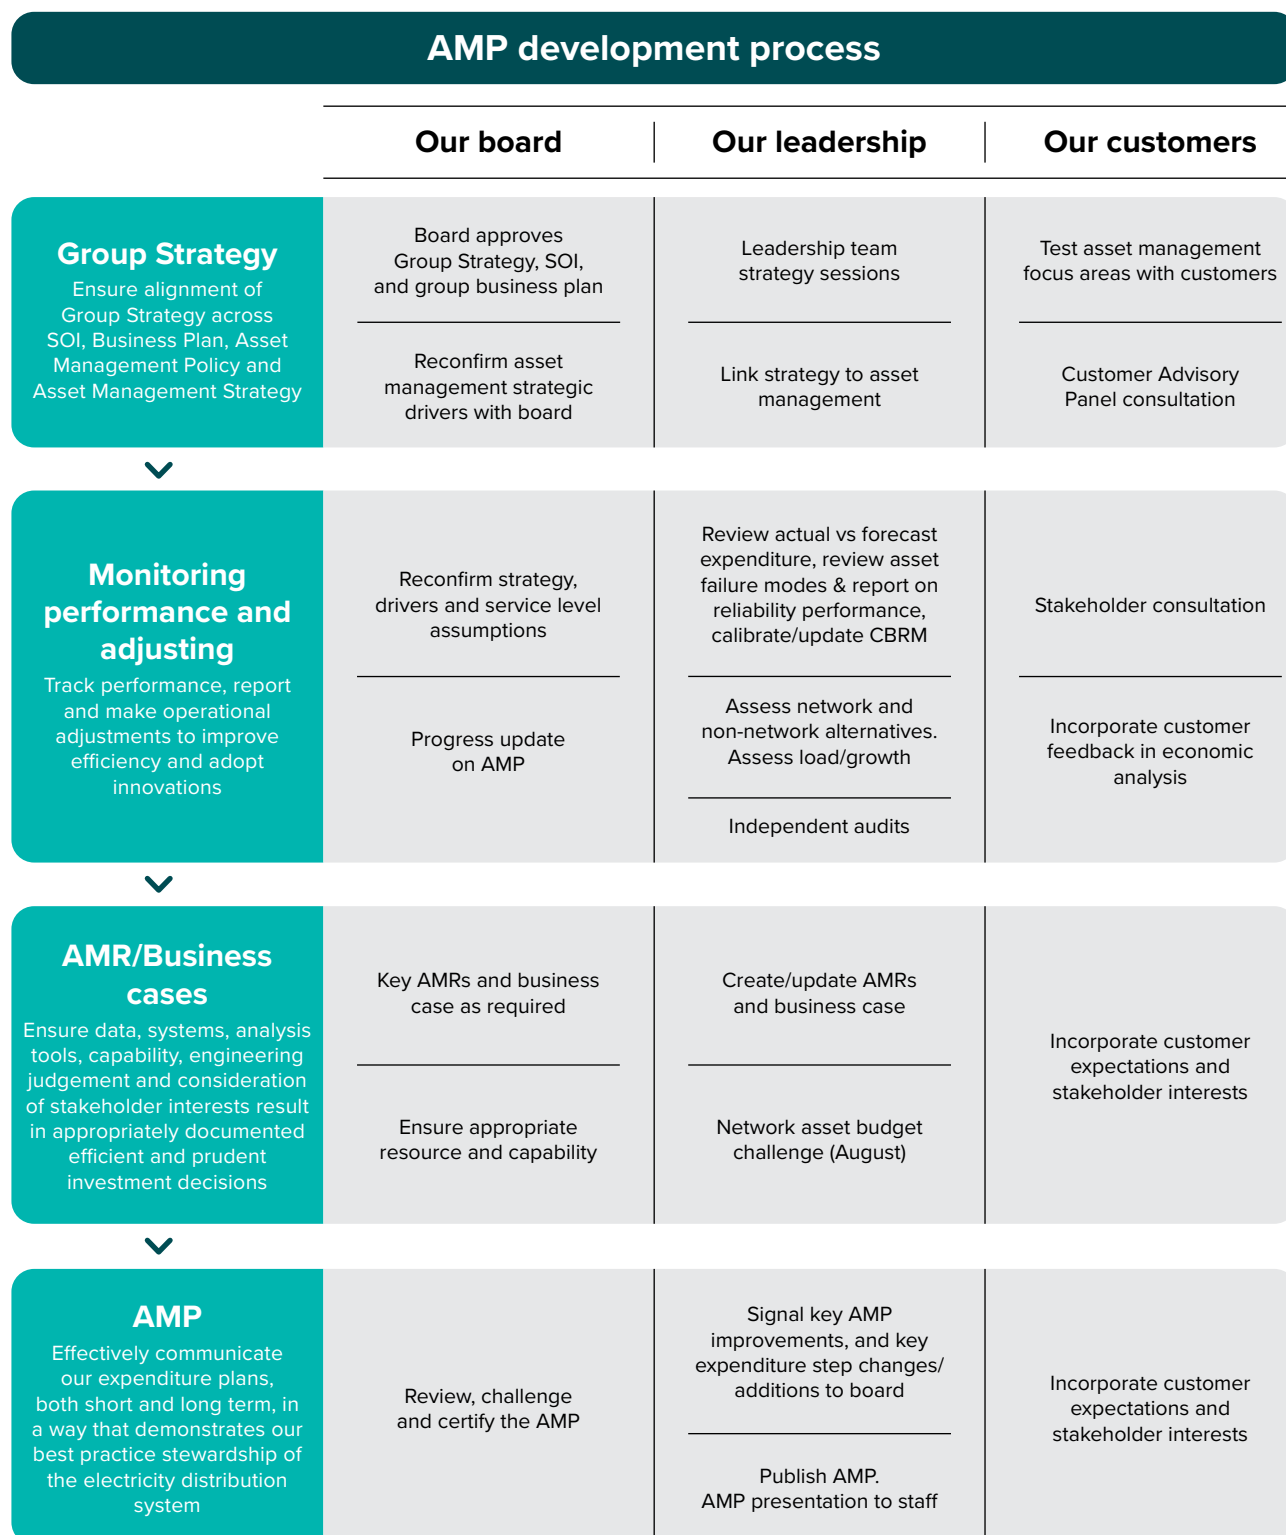 AMP development process
Our board
Our leadership
Our customers
Group Strategy
Ensure alignment of
Group Strategy across
SOI, Business Plan, Asset
Management Policy and
Asset Management Strategy
Board approves
Group Strategy, SOI,
and group business plan
Reconfirm asset
management strategic
drivers with board
Leadership team
strategy sessions
Link strategy to asset
management
Test asset management
focus areas with customers
Customer Advisory
Panel consultation
Monitoring
performance and
adjusting
Track performance, report
and make operational
adjustments to improve
efficiency and adopt
innovations
Reconfirm strategy,
drivers and service level
assumptions
Progress update
on AMP
Review actual vs forecast
expenditure, review asset
failure modes & report on
reliability performance,
calibrate/update CBRM
Assess network and
non-network alternatives.
Assess load/growth
Independent audits
Stakeholder consultation
Incorporate customer
feedback in economic
analysis
AMR/Business
cases
Ensure data, systems, analysis
tools, capability, engineering
judgement and consideration
of stakeholder interests result
in appropriately documented
efficient and prudent
investment decisions
Key AMRs and business
case as required
Ensure appropriate
resource and capability
Create/update AMRs
and business case
Network asset budget
challenge (August)
Incorporate customer
expectations and
stakeholder interests
AMP
Effectively communicate
our expenditure plans,
both short and long term, in
a way that demonstrates our
best practice stewardship of
the electricity distribution
system
Review, challenge
and certify the AMP
Signal key AMP
improvements, and key
expenditure step changes/
additions to board
Publish AMP.
AMP presentation to staff
Incorporate customer
expectations and
stakeholder interests